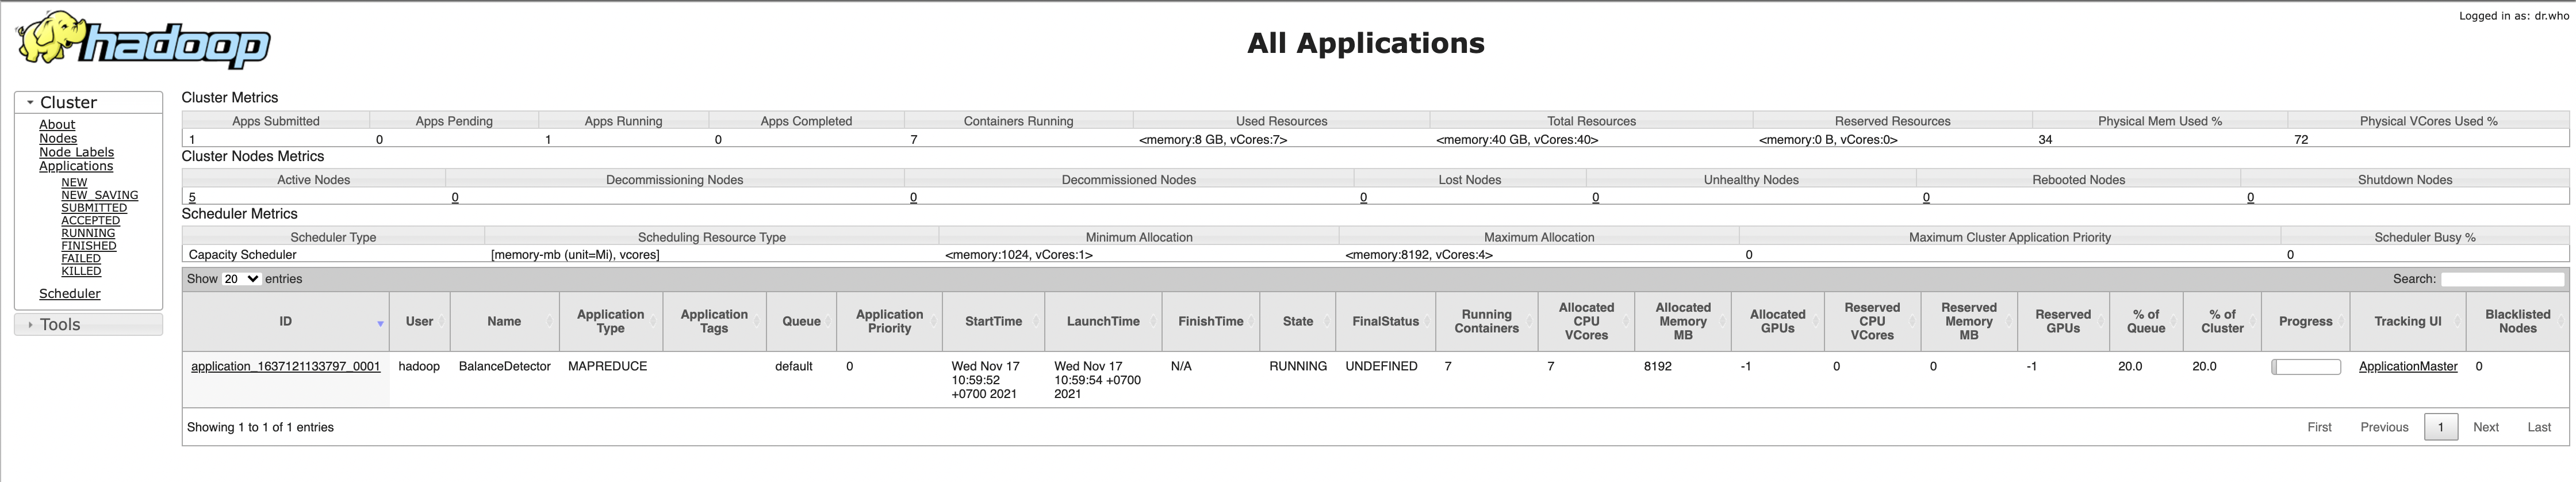 Logged in as: dr.who
hadoop
All Applications
Cluster
About
Nodes
Node Labels
Applications
NEW
NEW_SAVING
SUBMITTED
ACCEPTED
RUNNING
FINISHED
FAILED
KILLED
Scheduler
Tools
Cluster Metrics
Apps Submitted Apps Pending Apps Running Apps Completed Containers Running Used Resources Total Resources Reserved Resources Physical Mem Used % Physical VCores Used %
1 0 1 0 7 <memory:8 GB, vCores:7> <memory:40 GB, vCores:40> <memory:0 B, vCores:0> 34 72
Cluster Nodes Metrics
Active Nodes Decommissioning Nodes Decommissioned Nodes Lost Nodes Unhealthy Nodes Rebooted Nodes Shutdown Nodes
5 0 0 0 0 0 0
Scheduler Metrics
Scheduler Type Scheduling Resource Type Minimum Allocation Maximum Allocation Maximum Cluster Application Priority Scheduler Busy %
Capacity Scheduler [memory-mb (unit=Mi), vcores] <memory:1024, vCores:1> <memory:8192, vCores:4> 0 0
Show 20 entries Search:
ID User Name Application Type Application Tags Queue Application Priority StartTime LaunchTime FinishTime State FinalStatus Running Containers Allocated CPU VCores Allocated Memory MB Allocated GPUs Reserved CPU VCores Reserved Memory MB Reserved GPUs % of Queue % of Cluster Progress Tracking UI Blacklisted Nodes
application_1637121133797_0001 hadoop BalanceDetector MAPREDUCE default 0 Wed Nov 17 10:59:52 +0700 2021 Wed Nov 17 10:59:54 +0700 2021 N/A RUNNING UNDEFINED 7 7 8192 -1 0 0 -1 20.0 20.0 ApplicationMaster 0
Showing 1 to 1 of 1 entries First Previous 1 Next Last